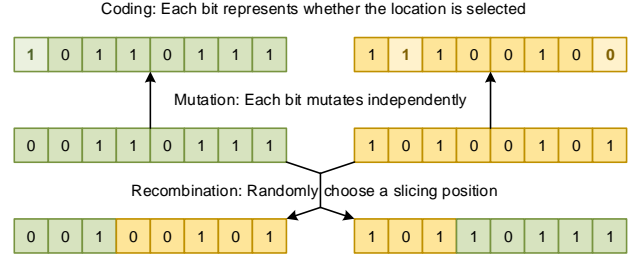 Coding: Each bit represents whether the location is selected
1 0 1 1 0 1 1 1 1 1 1 0 0 1 0 0
Mutation: Each bit mutates independently
0 0 1 1 0 1 1 1 1 0 1 0 0 1 0 1
Recombination: Randomly choose a slicing position
0 0 1 0 0 1 0 1 1 0 1 1 0 1 1 1